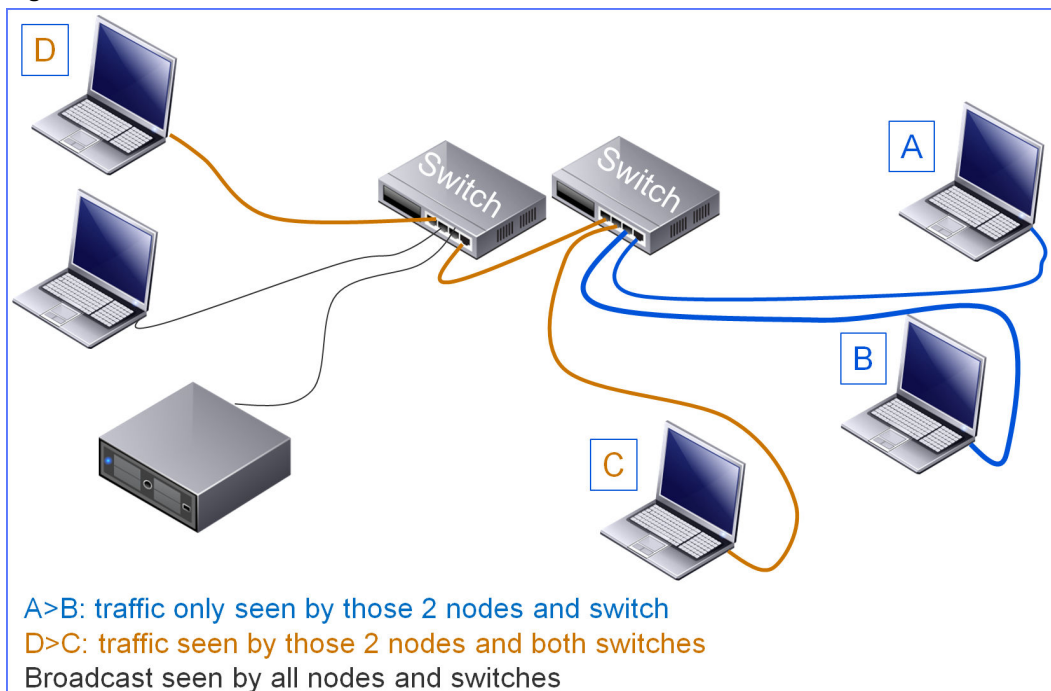 D
Switch
Switch
A
B
C
A>B: traffic only seen by those 2 nodes and switch
D>C: traffic seen by those 2 nodes and both switches
Broadcast seen by all nodes and switches